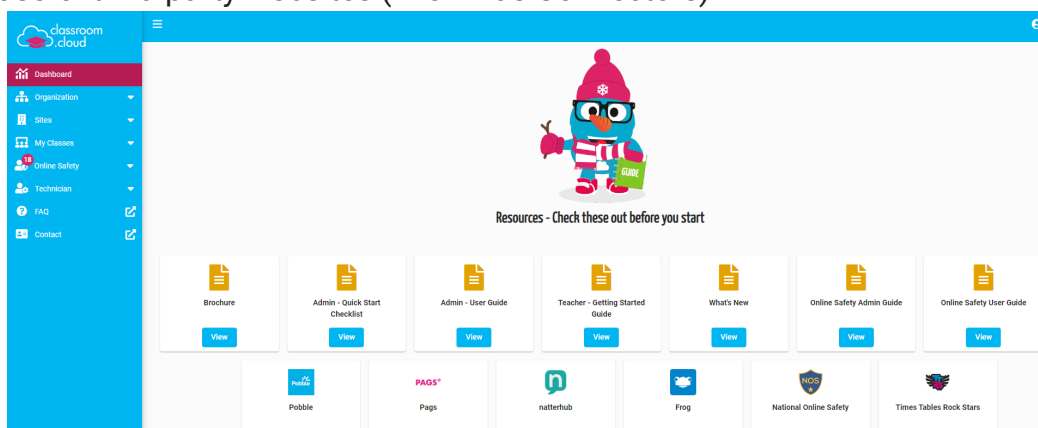 classroom
.cloud
Dashboard
Organization
Sites
My Classes
18
Online Safety
Technician
FAQ
Contact
GUIDE
Resources - Check these out before you start
Brochure
View
Admin - Quick Start
Checklist
View
Admin - User Guide
View
Teacher - Getting Started
Guide
View
What's New
View
Online Safety Admin Guide
View
Online Safety User Guide
View
Pobble
Pobble
PAGS®
Pags
n
natterhub
Frog
NOS
National Online Safety
Times Tables Rock Stars